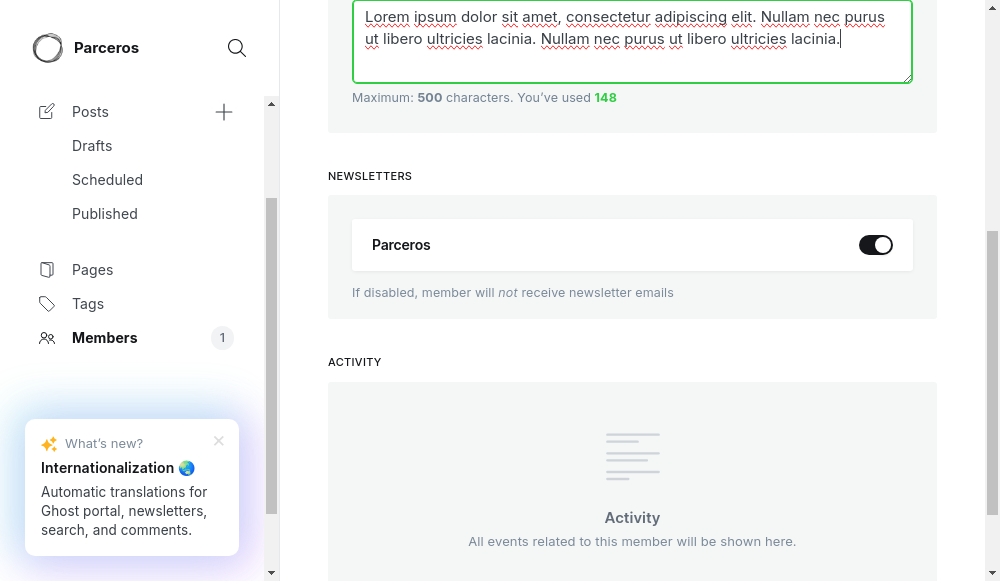 Parceros
Posts
Drafts
Scheduled
Published
Pages
Tags
Members 1
What's new?
Internationalization
Automatic translations for
Ghost portal, newsletters,
search, and comments.
Lorem ipsum dolor sit amet, consectetur adipiscing elit. Nullam nec purus
ut libero ultricies lacinia. Nullam nec purus ut libero ultricies lacinia.
Maximum: 500 characters. You've used 148
NEWSLETTERS
Parceros
If disabled, member will not receive newsletter emails
ACTIVITY
Activity
All events related to this member will be shown here.